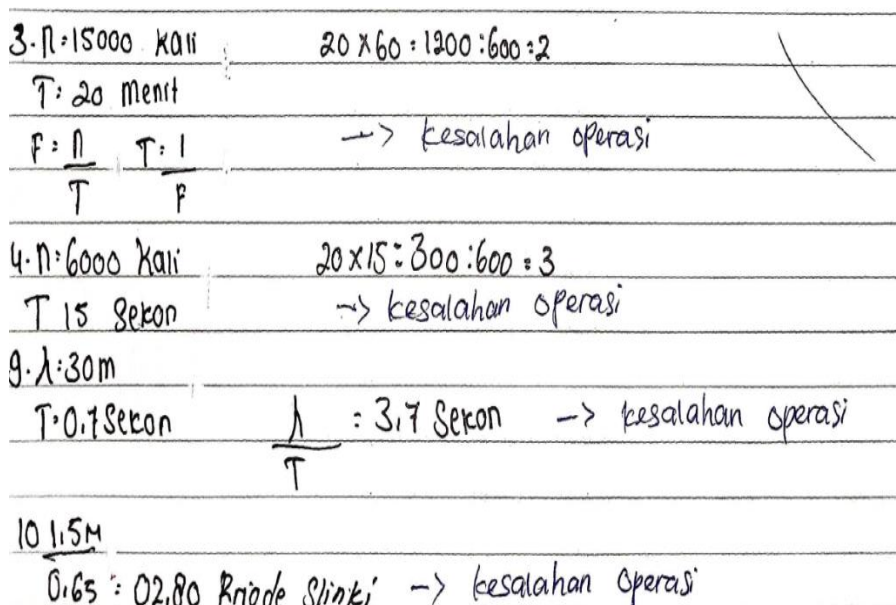 3. n : 15000 kali 20 x 60 : 1200 : 600 : 2
T : 20 menit
F : n/T T : 1/F → kesalahan operasi
4. n : 6000 kali 20 x 15 : 300 : 600 : 3
T 15 sekon → kesalahan operasi
9. λ : 30 m
T : 0,7 sekon λ/T : 3,7 sekon → kesalahan operasi
10 1,5 M
0,65 : 02,80 Priode slinki → kesalahan operasi